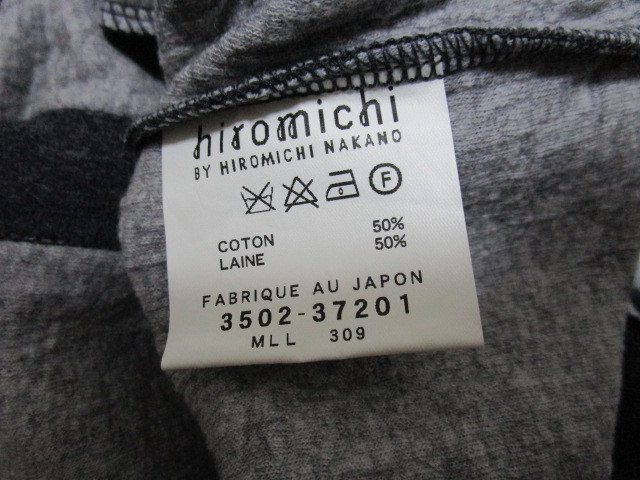 hiromichi
BY HIROMICHI NAKANO
F
COTON 50%
LAINE 50%
FABRIQUE AU JAPON
3502-37201
MLL 309